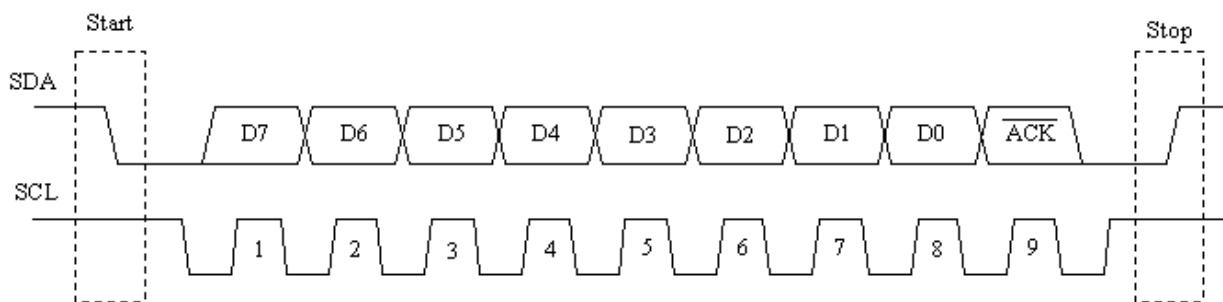 Start
Stop
SDA
D7 D6 D5 D4 D3 D2 D1 D0 A̅C̅K̅
SCL
1 2 3 4 5 6 7 8 9